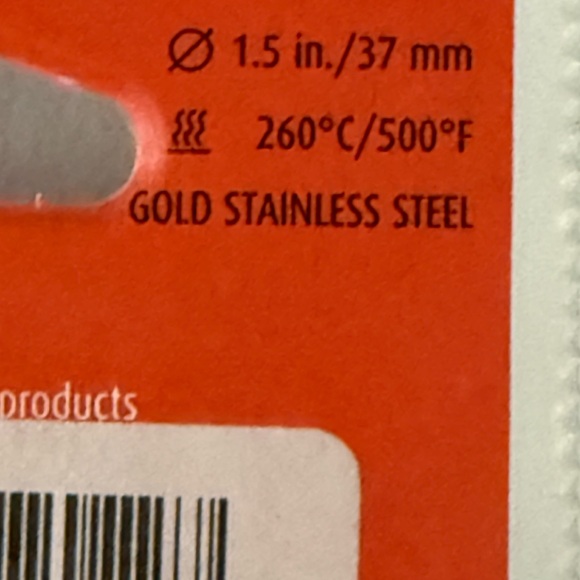 Ø 1.5 in./37 mm
260°C/500°F
GOLD STAINLESS STEEL
products